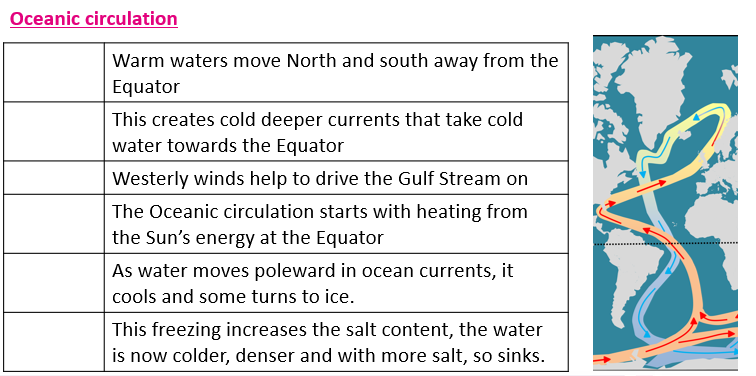 Oceanic circulation
Warm waters move North and south away from the
Equator
This creates cold deeper currents that take cold
water towards the Equator
Westerly winds help to drive the Gulf Stream on
The Oceanic circulation starts with heating from
the Sun's energy at the Equator
As water moves poleward in ocean currents, it
cools and some turns to ice.
This freezing increases the salt content, the water
is now colder, denser and with more salt, so sinks.